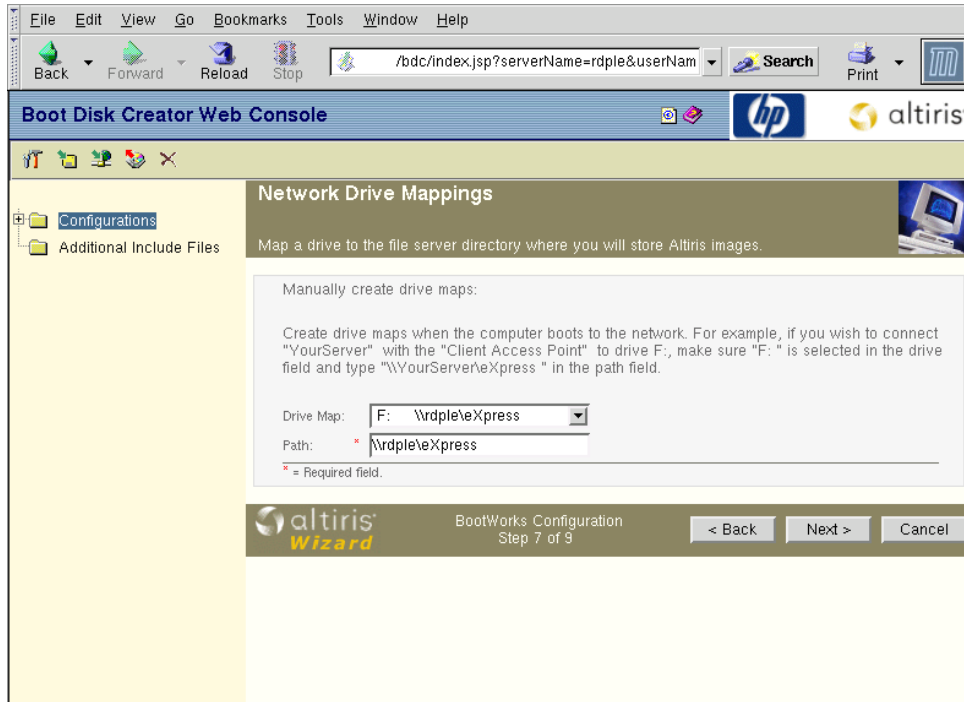 File Edit View Go Bookmarks Tools Window Help
Back Forward Reload Stop /bdc/index.jsp?serverName=rdple&userNam Search Print
Boot Disk Creator Web Console
hp altiris
Configurations
Additional Include Files
Network Drive Mappings
Map a drive to the file server directory where you will store Altiris images.
Manually create drive maps:
Create drive maps when the computer boots to the network. For example, if you wish to connect
"YourServer" with the "Client Access Point" to drive F:, make sure "F: " is selected in the drive
field and type "\\YourServer\eXpress " in the path field.
Drive Map: F: \\rdple\eXpress
Path: * \\rdple\eXpress
* = Required field.
altiris
Wizard
BootWorks Configuration
Step 7 of 9
< Back Next > Cancel